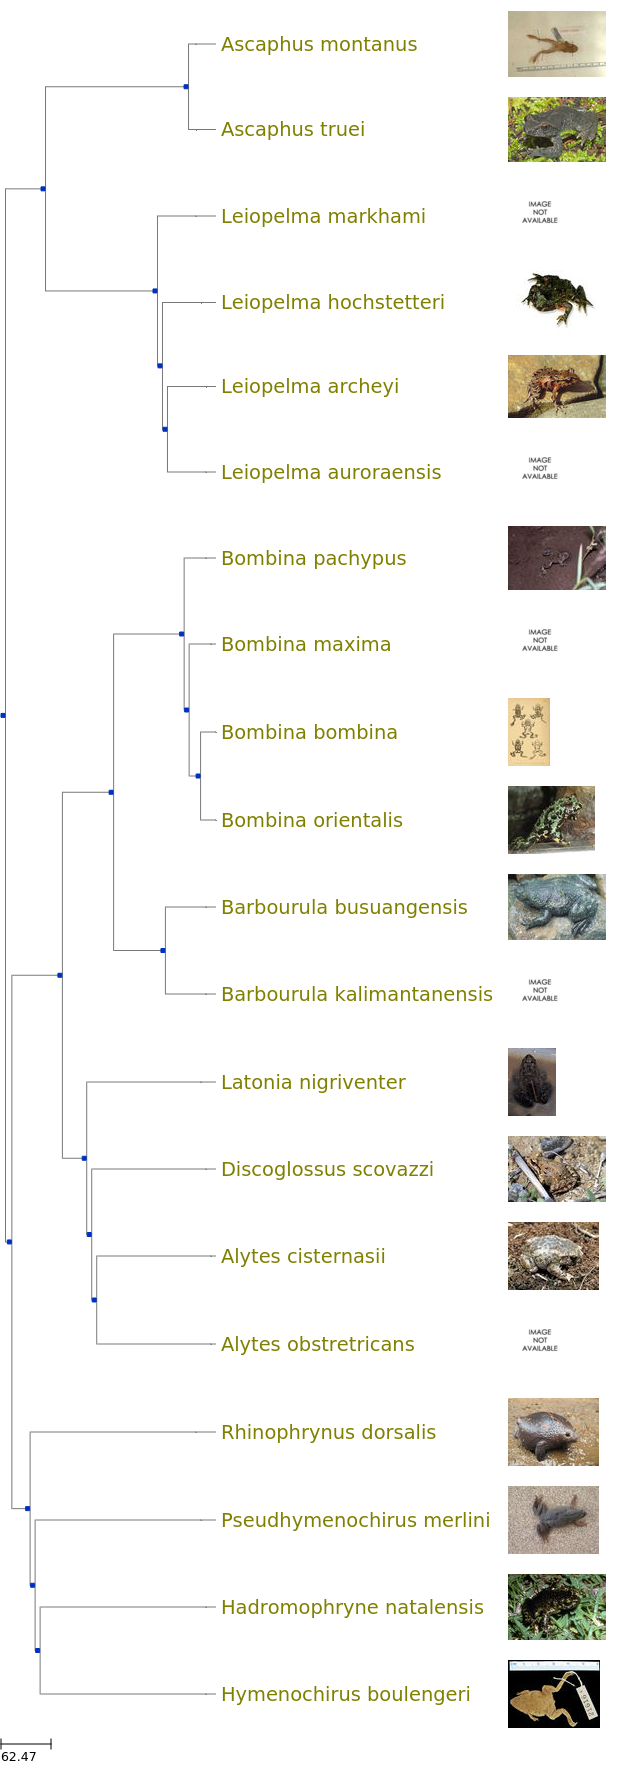 Ascaphus montanus
Ascaphus truei
Leiopelma markhami
IMAGE
NOT
AVAILABLE
Leiopelma hochstetteri
Leiopelma archeyi
Leiopelma auroraensis
IMAGE
NOT
AVAILABLE
Bombina pachypus
Bombina maxima
IMAGE
NOT
AVAILABLE
Bombina bombina
Bombina orientalis
Barbourula busuangensis
Barbourula kalimantanensis
IMAGE
NOT
AVAILABLE
Latonia nigriventer
Discoglossus scovazzi
Alytes cisternasii
Alytes obstretricans
IMAGE
NOT
AVAILABLE
Rhinophrynus dorsalis
Pseudhymenochirus merlini
Hadromophryne natalensis
Hymenochirus boulengeri
62.47